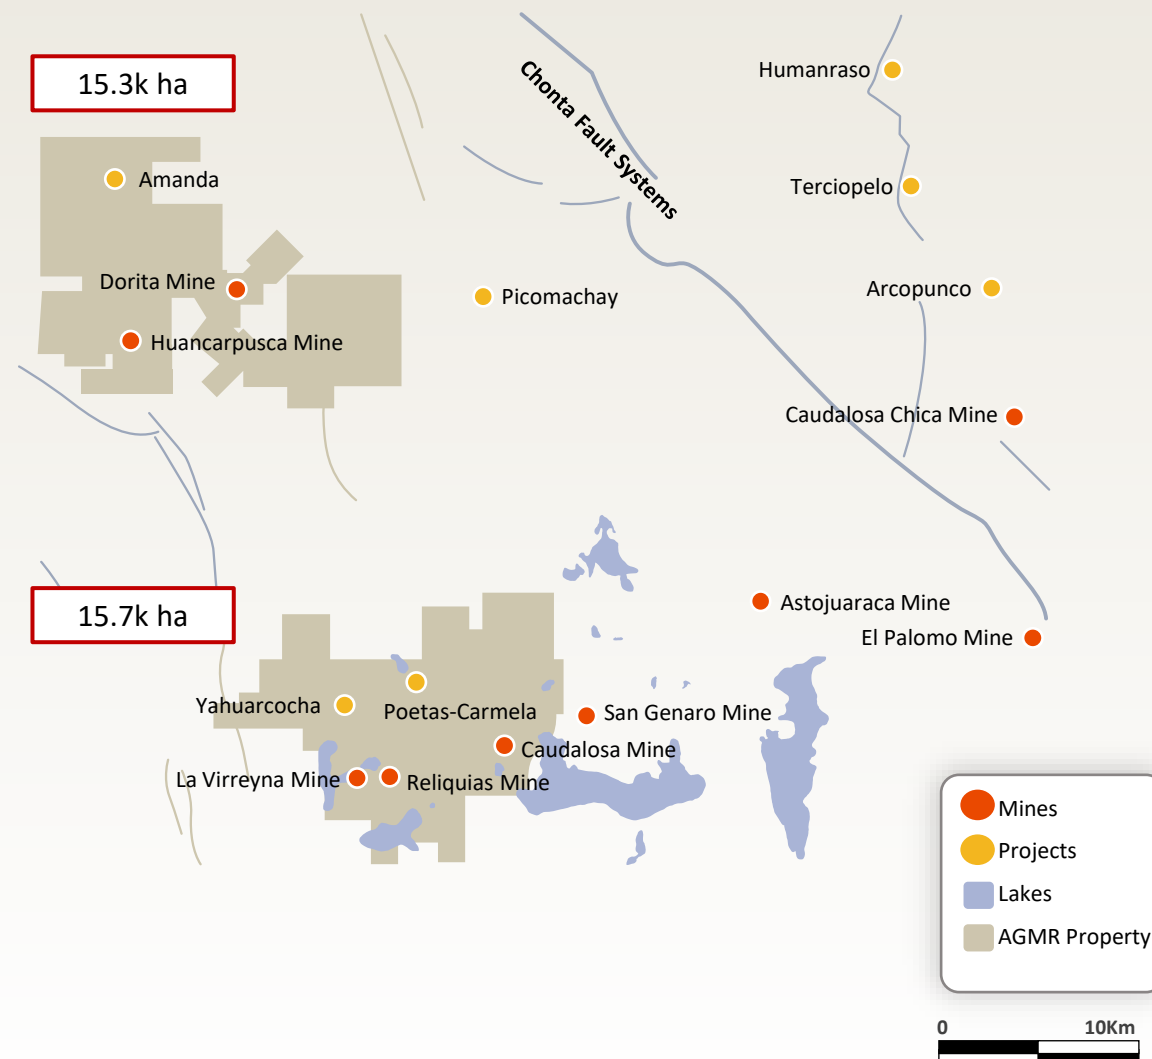 15.3k ha
Chonta Fault Systems
Humanraso
Amanda
Terciopelo
Dorita Mine
Picomachay
Arcopunco
Huancarpusca Mine
Caudalosa Chica Mine
15.7k ha
Astojuaraca Mine
El Palomo Mine
Yahuarcocha
Poetas-Carmela
San Genaro Mine
Caudalosa Mine
La Virreyna Mine
Reliquias Mine
Mines
Projects
Lakes
AGMR Property
0 10Km